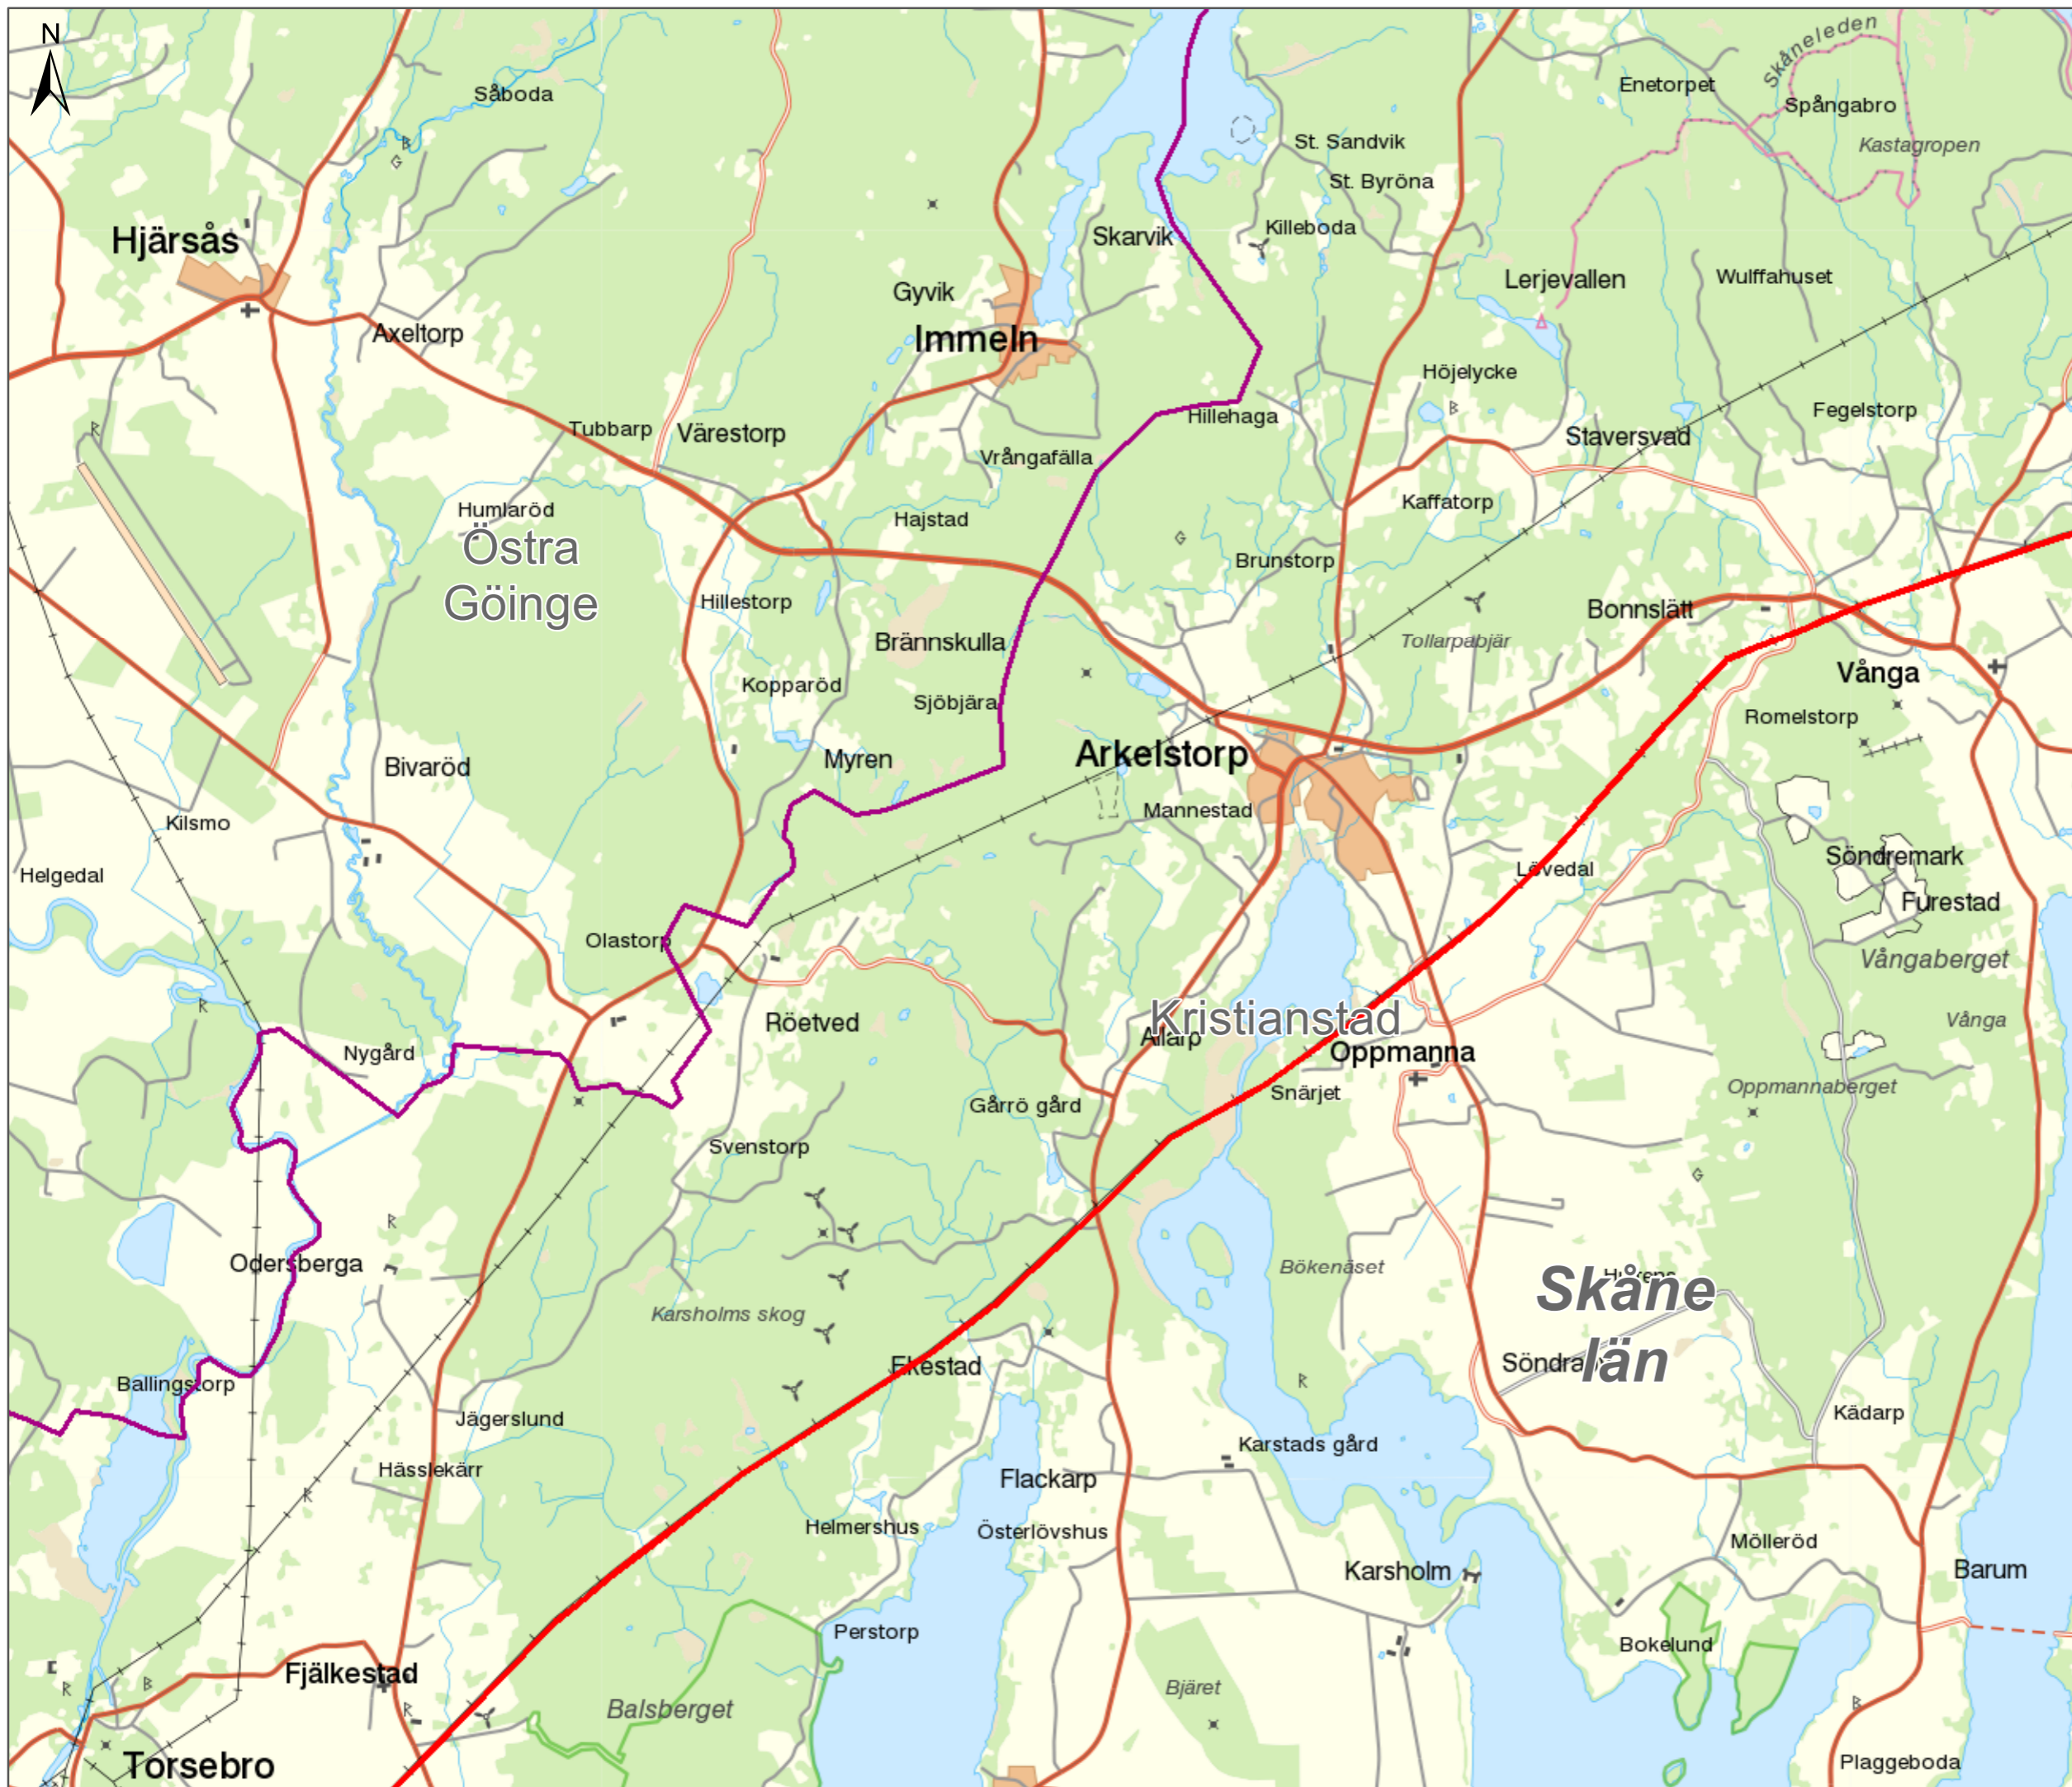 N
Skåneleden
Enetorpet
Såboda
Spångabro
St. Sandvik
Kastagropen
St. Byröna
Hjärsås
Skarvik
Killeboda
Lerjevallen
Wulffahuset
Gyvik
Axeltorp
Immeln
Höjelycke
Fegelstorp
Hillehaga
Tubbarp
Värestorp
Staversvad
Vrångafälla
Kaffatorp
Humlaröd
Hajstad
Östra
Göinge
Brunstorp
Hillestorp
Bonnslätt
Brännskulla
Tollarpabjär
Vånga
Kopparöd
Sjöbjära
Romelstorp
Arkelstorp
Myren
Bivaröd
Mannestad
Kilsmo
Söndremark
Helgedal
Lövedal
Furestad
Olastorp
Vångaberget
Kristianstad
Röetved
Vånga
Allarp
Nygård
Oppmanna
Oppmannaberget
Snärjet
Gårrö gård
Svenstorp
Odersberga
Bökenäset
Skåne
län
Karsholms skog
Ekestad
Ballingstorp
Kädarp
Jägerslund
Karstads gård
Hässlekärr
Flackarp
Helmershus
Österlövshus
Mölleröd
Karsholm
Barum
Perstorp
Bokelund
Fjälkestad
Bjäret
Balsberget
Torsebro
Plaggeboda